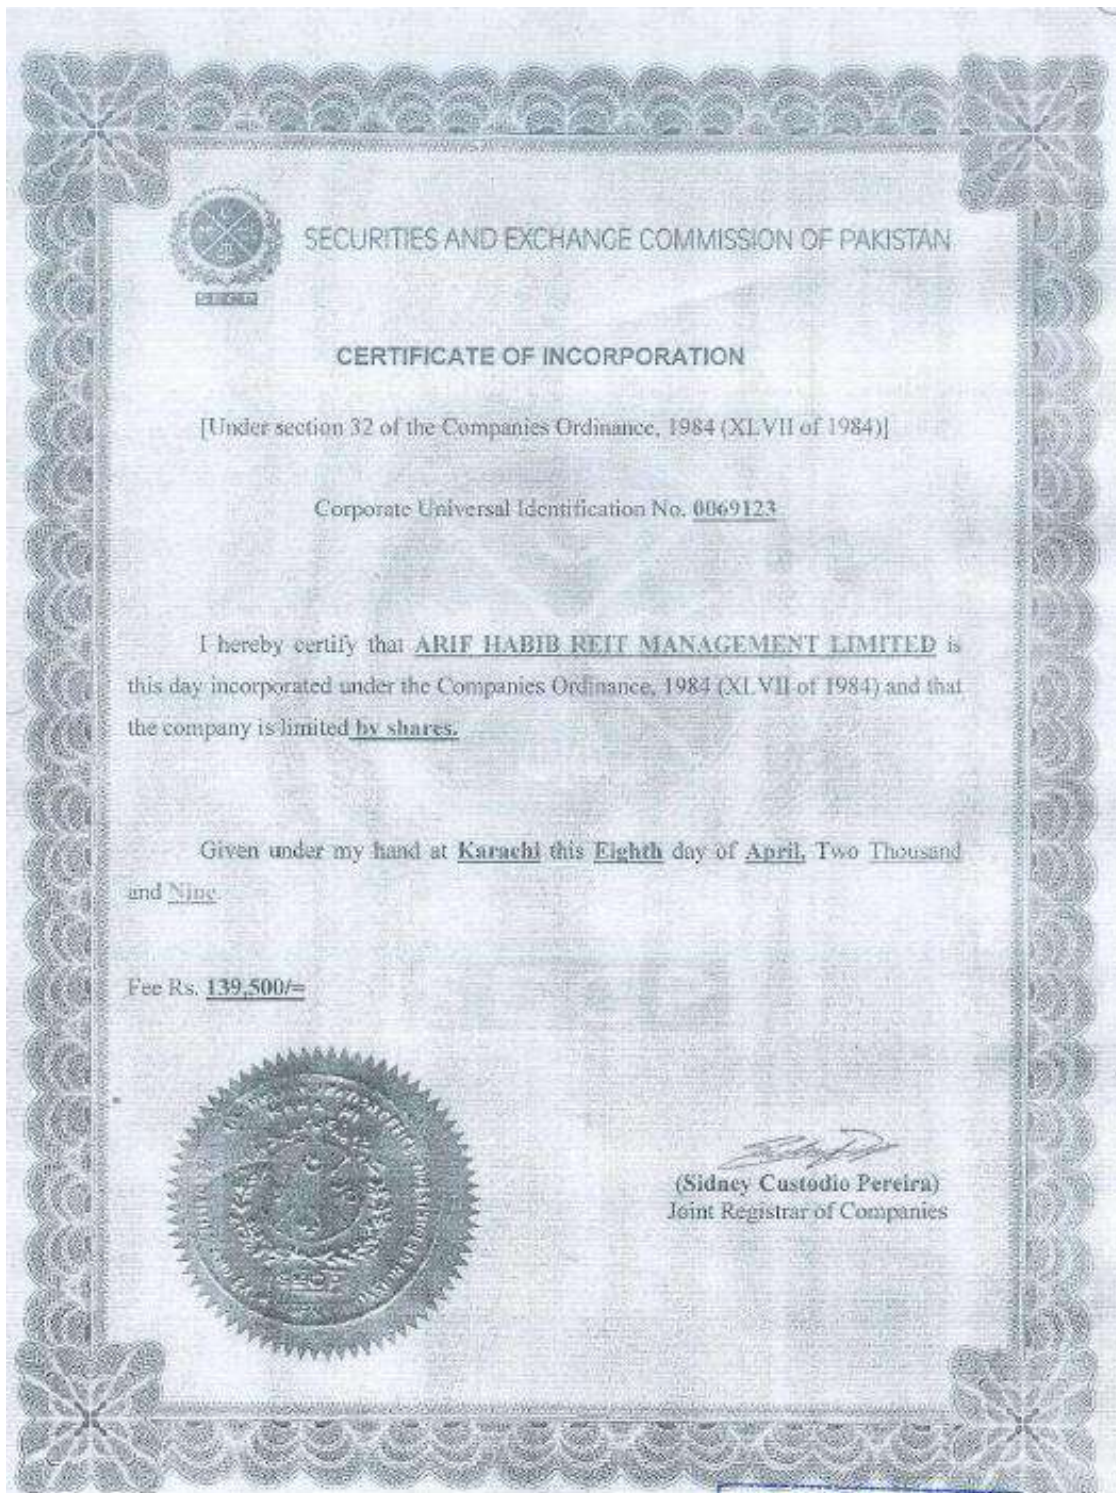 SECP
SECURITIES AND EXCHANGE COMMISSION OF PAKISTAN
CERTIFICATE OF INCORPORATION
[Under section 32 of the Companies Ordinance, 1984 (XLVII of 1984)]
Corporate Universal Identification No. 0069123
I hereby certify that ARIF HABIB REIT MANAGEMENT LIMITED is
this day incorporated under the Companies Ordinance, 1984 (XLVII of 1984) and that
the company is limited by shares.
Given under my hand at Karachi this Eighth day of April, Two Thousand
and Nine.
Fee Rs. 139,500/=
SECP
(Sidney Custodio Pereira)
Joint Registrar of Companies